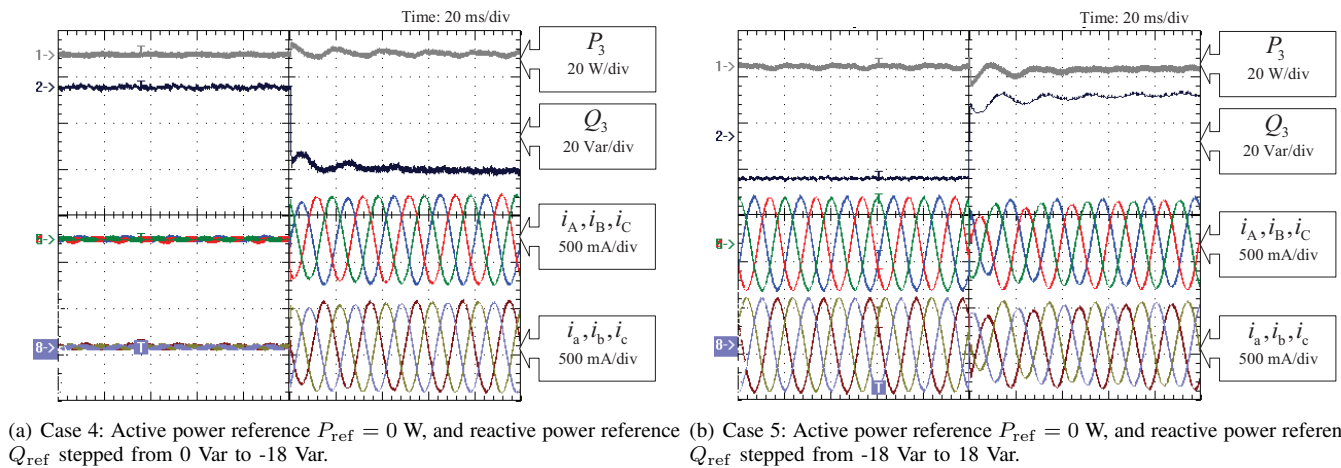 Time: 20 ms/div
1->
2->
8->
T
T
T
T
P3
20 W/div
Q3
20 Var/div
iA,iB,iC
500 mA/div
ia,ib,ic
500 mA/div
(a) Case 4: Active power reference Pref = 0 W, and reactive power reference
Qref stepped from 0 Var to -18 Var.
Time: 20 ms/div
1->
2->
8->
T
T
T
T
T
T
P3
20 W/div
Q3
20 Var/div
iA,iB,iC
500 mA/div
ia,ib,ic
500 mA/div
(b) Case 5: Active power reference Pref = 0 W, and reactive power referen
Qref stepped from -18 Var to 18 Var.